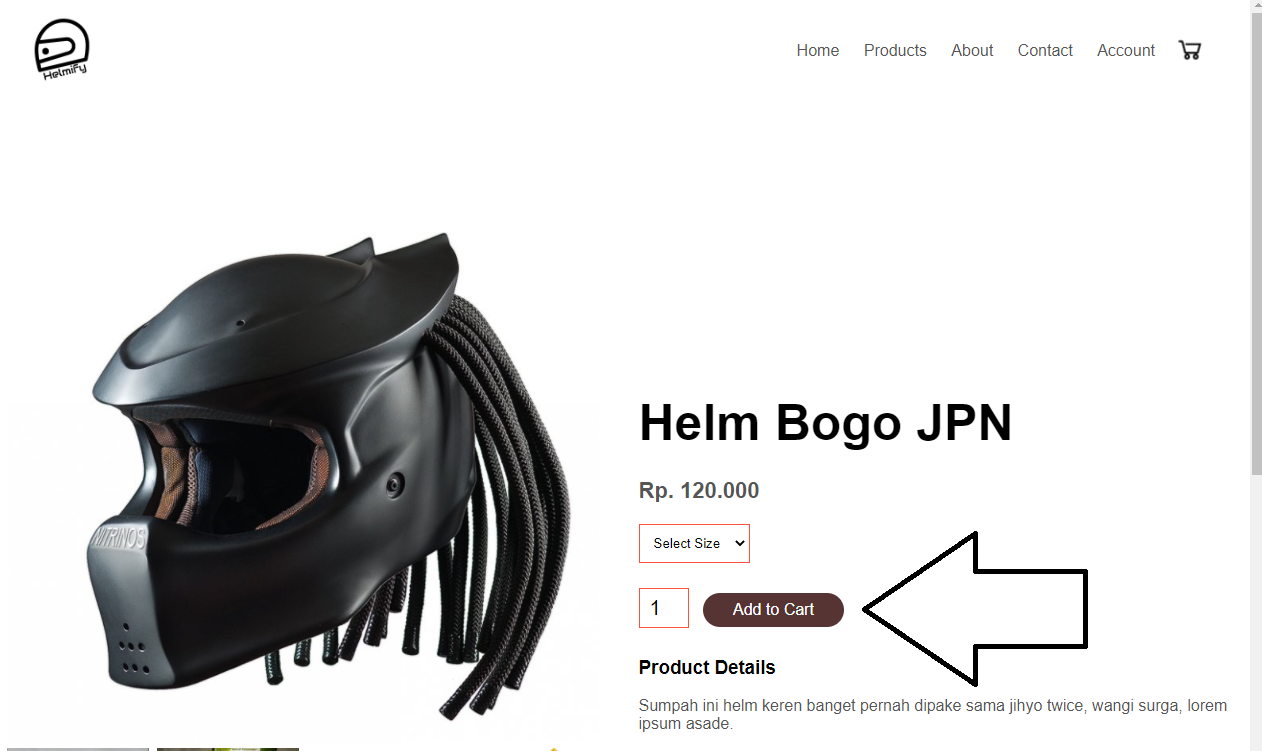 Helmify
Home Products About Contact Account
NITRINOS
Helm Bogo JPN
Rp. 120.000
Select Size
1 Add to Cart
Product Details
Sumpah ini helm keren banget pernah dipake sama jihyo twice, wangi surga, lorem
ipsum asade.